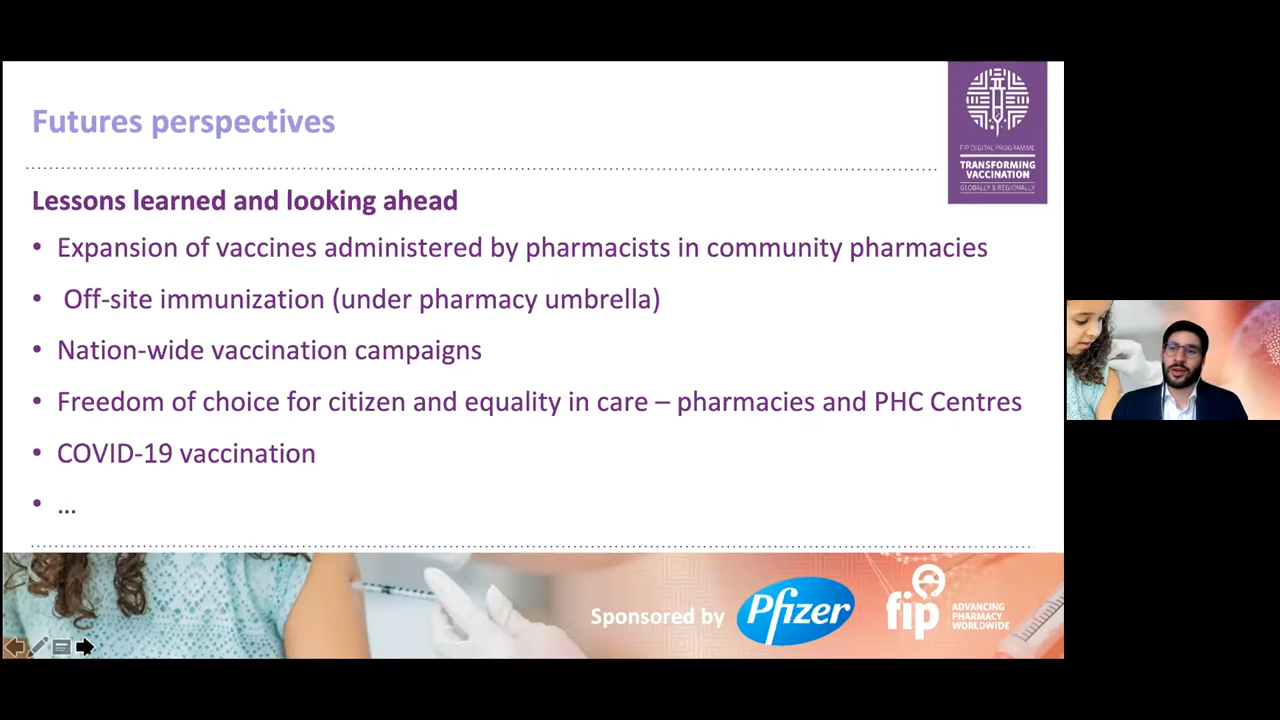 Futures perspectives
FIP DIGITAL PROGRAMME
TRANSFORMING
VACCINATION
GLOBALLY & REGIONALLY
Lessons learned and looking ahead
• Expansion of vaccines administered by pharmacists in community pharmacies
• Off-site immunization (under pharmacy umbrella)
• Nation-wide vaccination campaigns
• Freedom of choice for citizen and equality in care – pharmacies and PHC Centres
• COVID-19 vaccination
• ...
Sponsored by
Pfizer
fip
ADVANCING
PHARMACY
WORLDWIDE